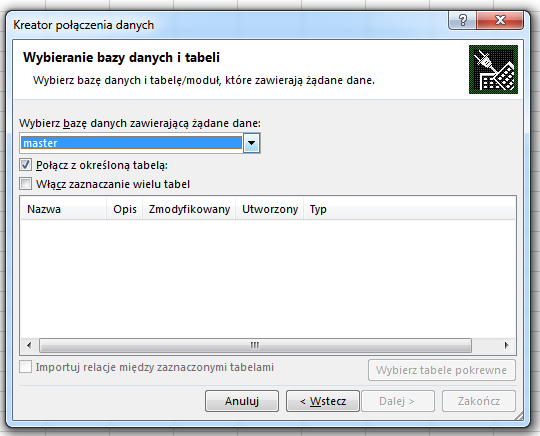 Kreator połączenia danych
Wybieranie bazy danych i tabeli
Wybierz bazę danych i tabelę/moduł, które zawierają żądane dane.
Wybierz bazę danych zawierającą żądane dane:
master
Połącz z określoną tabelą:
Włącz zaznaczanie wielu tabel
Nazwa Opis Zmodyfikowany Utworzony Typ
Importuj relacje między zaznaczonymi tabelami
Wybierz tabele pokrewne
Anuluj < Wstecz Dalej > Zakończ